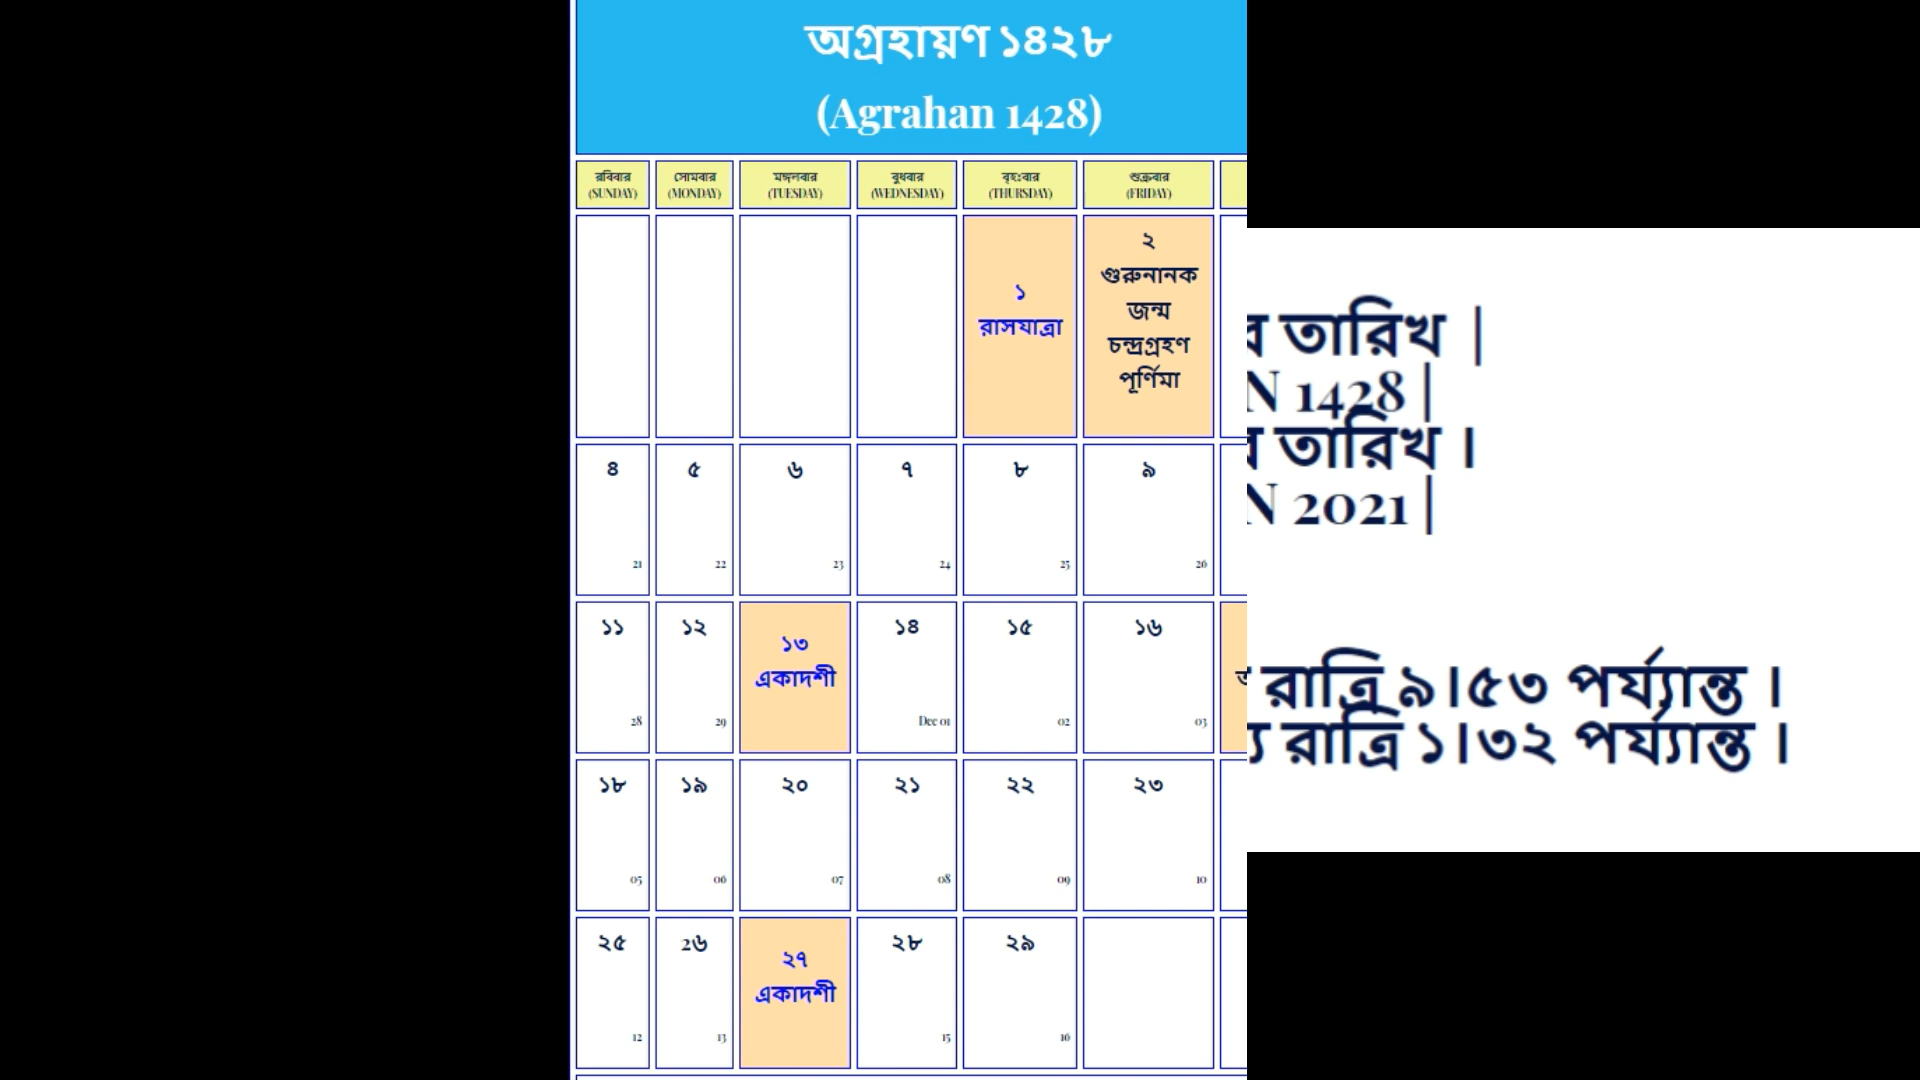 অগ্রহায়ণ ১৪২৮
(Agrahan 1428)
রবিবার সোমবার মঙ্গলবার বুধবার বৃহঃবার শুক্রবার
(SUNDAY) (MONDAY) (TUESDAY) (WEDNESDAY) (THURSDAY) (FRIDAY)
১
রাসযাত্রা
২
গুরুনানক
জন্ম
চন্দ্রগ্রহণ
পূর্ণিমা
৪ ৫ ৬ ৭ ৮ ৯
21 22 23 24 25 26
১১ ১২ ১৩ ১৪ ১৫ ১৬
একাদশী
28 29 Dec 01 02 03
১৮ ১৯ ২০ ২১ ২২ ২৩
05 06 07 08 09 10
২৫ 2৬ ২৭ ২৮ ২৯
একাদশী
12 13 15 16
তারিখ |
1428 |
তারিখ ।
2021 |
রাত্রি ৯।৫৩ পর্য্যান্ত ।
রাত্রি ১।৩২ পর্য্যান্ত ।